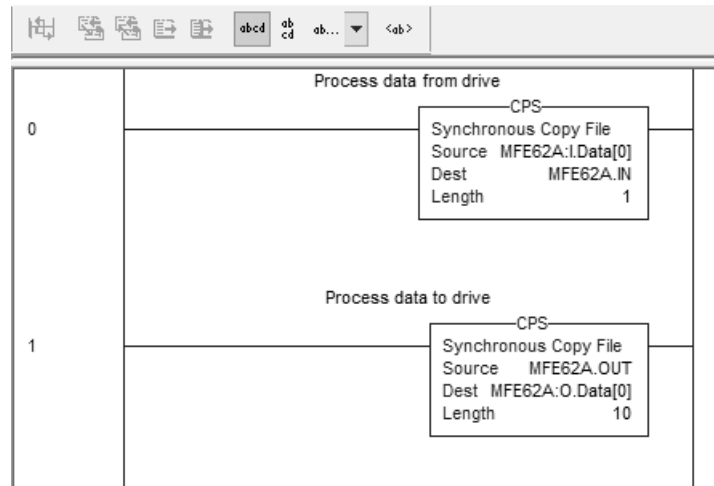 abcd
ab
cd
ab...
<ab>
Process data from drive
0
CPS
Synchronous Copy File
Source MFE62A:I.Data[0]
Dest MFE62A.IN
Length 1
Process data to drive
1
CPS
Synchronous Copy File
Source MFE62A.OUT
Dest MFE62A:O.Data[0]
Length 10